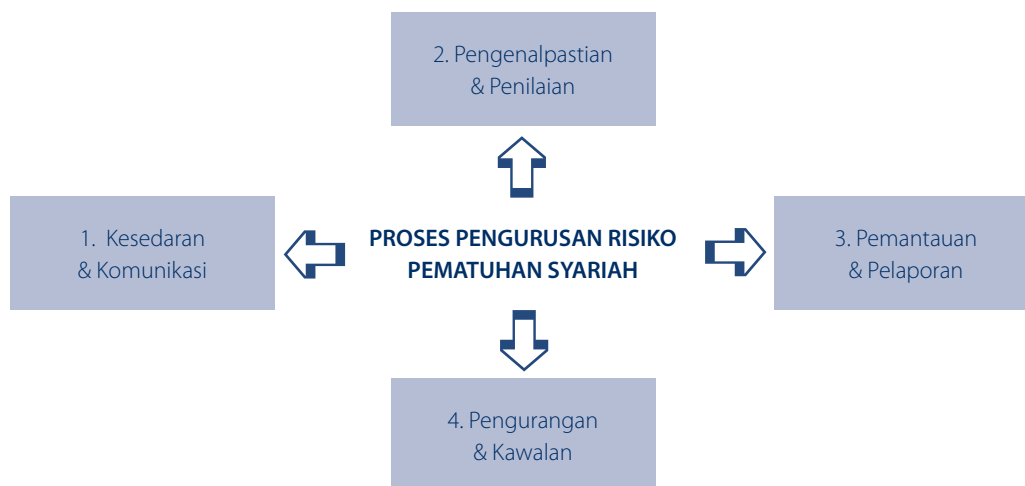 2. Pengenalpastian
& Penilaian
1. Kesedaran
& Komunikasi
PROSES PENGURUSAN RISIKO
PEMATUHAN SYARIAH
3. Pemantauan
& Pelaporan
4. Pengurangan
& Kawalan